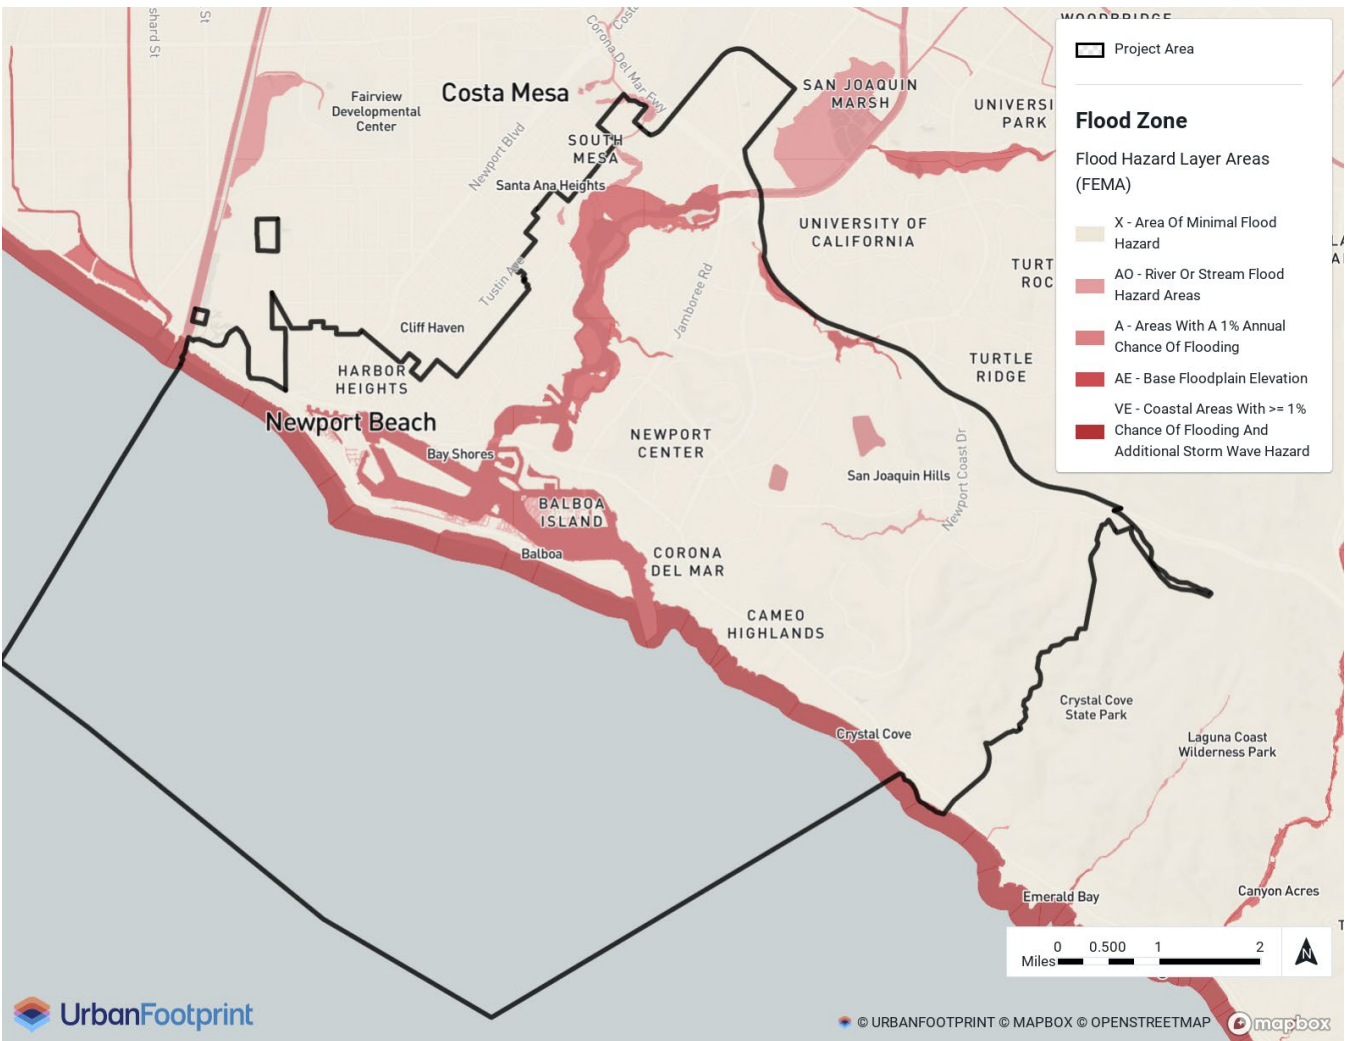 shard St
St
Costa
Corona Del Mar Fwy
WOODBRIDGE
Project Area
Costa Mesa
Fairview
Developmental
Center
SAN JOAQUIN
MARSH
UNIVERSI
PARK
Flood Zone
Flood Hazard Layer Areas
(FEMA)
Newport Blvd
SOUTH
MESA
Santa Ana Heights
X - Area Of Minimal Flood
Hazard
UNIVERSITY OF
CALIFORNIA
TURT
ROC
AO - River Or Stream Flood
Hazard Areas
Tustin Ave
Jamboree Rd
Cliff Haven
A - Areas With A 1% Annual
Chance Of Flooding
HARBOR
HEIGHTS
TURTLE
RIDGE
AE - Base Floodplain Elevation
VE - Coastal Areas With >= 1%
Chance Of Flooding And
Additional Storm Wave Hazard
Newport Beach
NEWPORT
CENTER
Bay Shores
San Joaquin Hills
Newport Coast Dr
BALBOA
ISLAND
Balboa
CORONA
DEL MAR
CAMEO
HIGHLANDS
Crystal Cove
State Park
Crystal Cove
Laguna Coast
Wilderness Park
Emerald Bay
Canyon Acres
0 0.500 1 2
Miles
N
UrbanFootprint
© URBANFOOTPRINT © MAPBOX © OPENSTREETMAP
mapbox